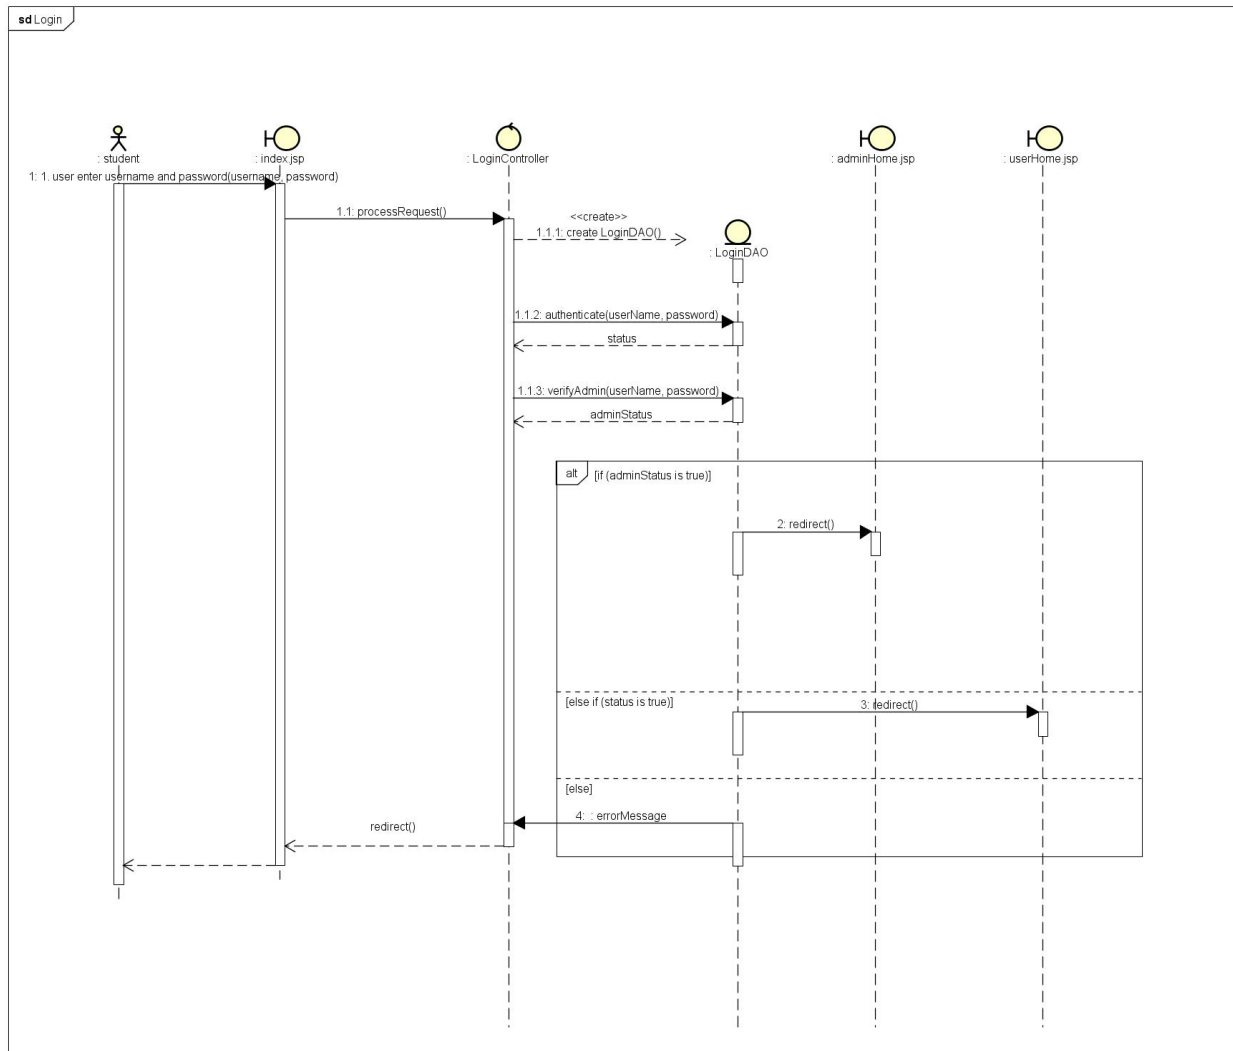 sd Login
: student
: index.jsp
: LoginController
: adminHome.jsp
: userHome.jsp
1: 1. user enter username and password(username, password)
1.1: processRequest()
<<create>>
1.1.1: create LoginDAO()
: LoginDAO
1.1.2: authenticate(userName, password)
status
1.1.3: verifyAdmin(userName, password)
adminStatus
alt
[if (adminStatus is true)]
2: redirect()
[else if (status is true)]
3: redirect()
[else]
4: : errorMessage
redirect()